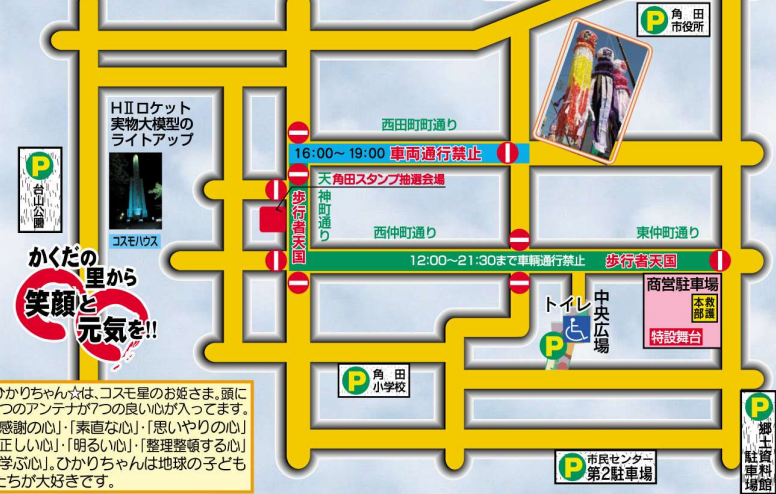 P 角田
市役所
HⅡロケット
実物大模型の
ライトアップ
コスモハウス
P 台山公園
西田町町通り
16:00~19:00 車両通行禁止
天神町通り
角田スタンプ抽選会場
歩行者天国
西仲町通り
東仲町通り
12:00~21:30まで車輌通行禁止 歩行者天国
かくだの
里から
笑顔と
元気を!!
トイレ
中央広場
P
商営駐車場
救護
本部
特設舞台
P 角田
小学校
P 市民センター
第2駐車場
P 郷土資料館
駐車場
ひかりちゃん☆は、コスモ星のお姫さま。頭に
つのアンテナが7つの良い心が入ってます。
感謝の心」・「素直な心」・「思いやりの心」
正しい心」・「明るい心」・「整理整頓する心」
学ぶ心」。ひかりちゃんは地球の子ども
たちが大好きです。